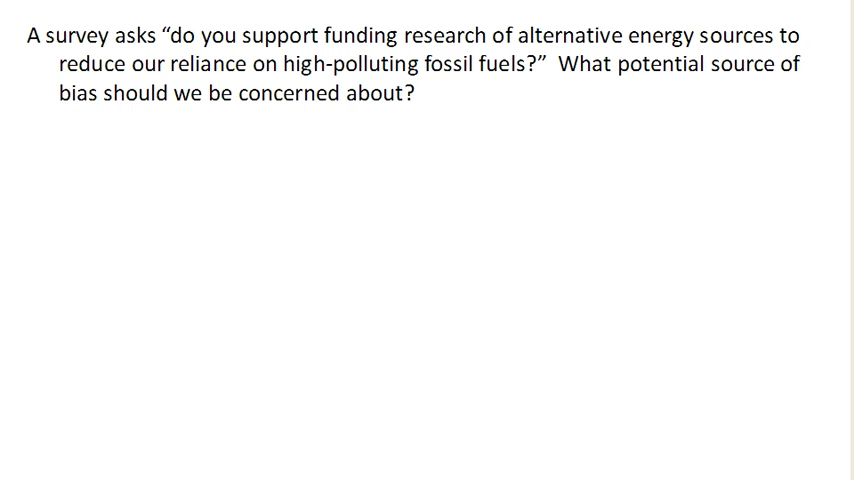 A survey asks “do you support funding research of alternative energy sources to
reduce our reliance on high-polluting fossil fuels?”  What potential source of
bias should we be concerned about?